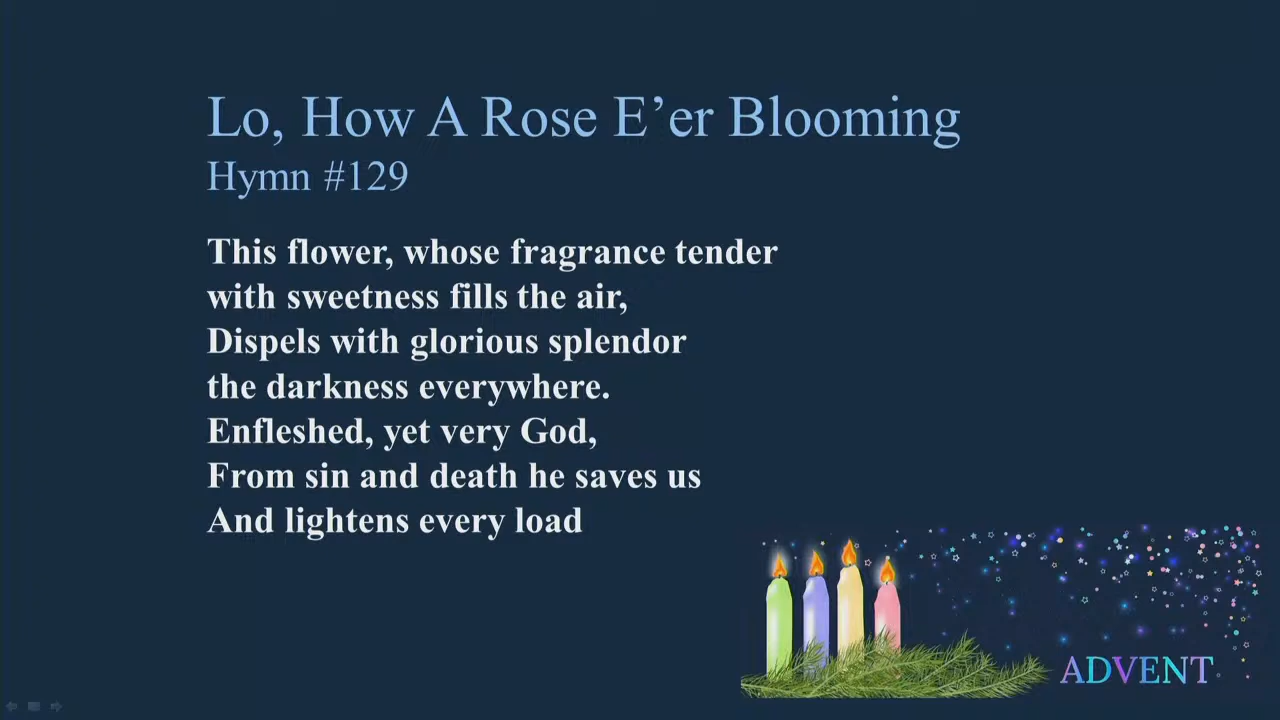 Lo, How A Rose E’er Blooming
Hymn #129
This flower, whose fragrance tender
with sweetness fills the air,
Dispels with glorious splendor
the darkness everywhere.
Enfleshed, yet very God,
From sin and death he saves us
And lightens every load
ADVENT